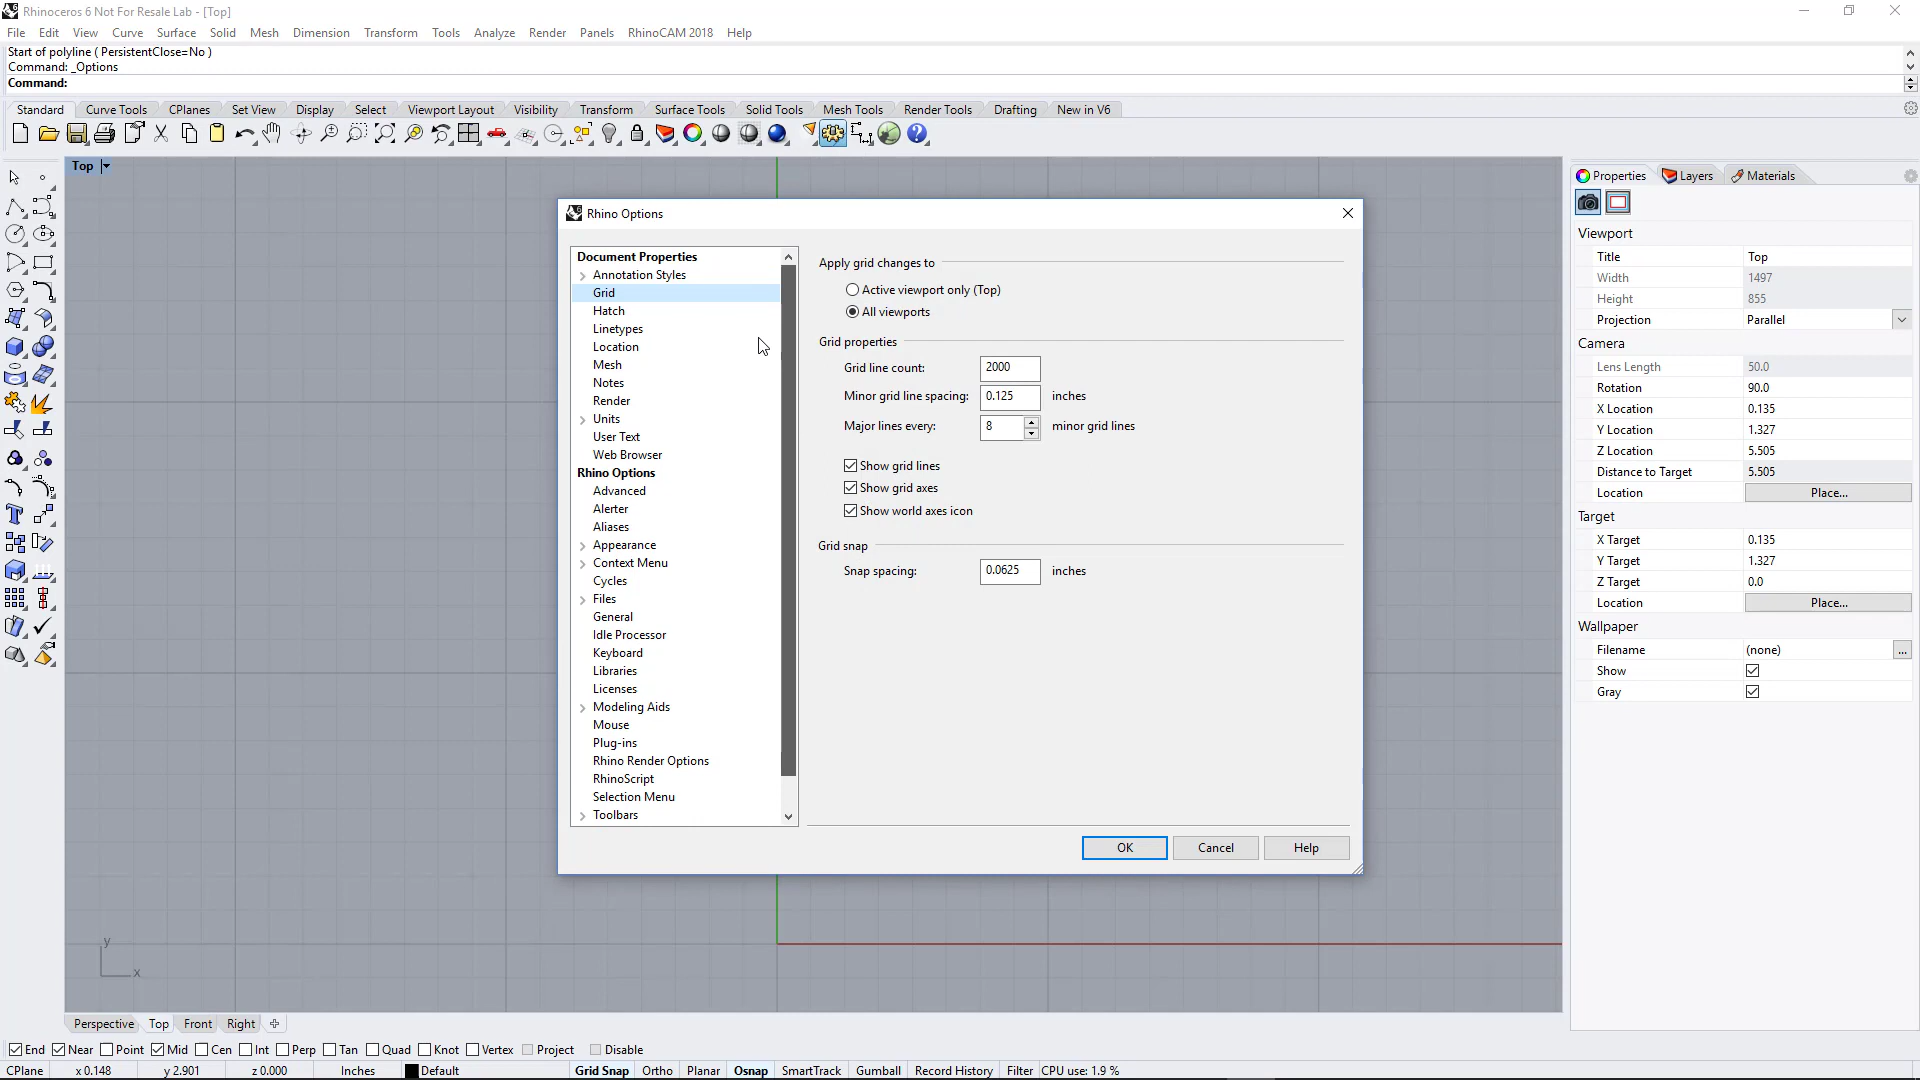 Rhinoceros 6 Not For Resale Lab - [Top]
File Edit View Curve Surface Solid Mesh Dimension Transform Tools Analyze Render Panels RhinoCAM 2018 Help
Start of polyline ( PersistentClose=No )
Command: _Options
Command:
Standard Curve Tools CPlanes Set View Display Select Viewport Layout Visibility Transform Surface Tools Solid Tools Mesh Tools Render Tools Drafting New in V6
Top
Properties Layers Materials
Viewport
Title Top
Width 1497
Height 855
Projection Parallel
Camera
Lens Length 50.0
Rotation 90.0
X Location 0.135
Y Location 1.327
Z Location 5.505
Distance to Target 5.505
Location Place...
Target
X Target 0.135
Y Target 1.327
Z Target 0.0
Location Place...
Wallpaper
Filename (none) ...
Show
Gray
Rhino Options
Document Properties
Annotation Styles
Grid
Hatch
Linetypes
Location
Mesh
Notes
Render
Units
User Text
Web Browser
Rhino Options
Advanced
Alerter
Aliases
Appearance
Context Menu
Cycles
Files
General
Idle Processor
Keyboard
Libraries
Licenses
Modeling Aids
Mouse
Plug-ins
Rhino Render Options
RhinoScript
Selection Menu
Toolbars
Apply grid changes to
Active viewport only (Top)
All viewports
Grid properties
Grid line count: 2000
Minor grid line spacing: 0.125 inches
Major lines every: 8 minor grid lines
Show grid lines
Show grid axes
Show world axes icon
Grid snap
Snap spacing: 0.0625 inches
OK Cancel Help
y
x
Perspective Top Front Right
End Near Point Mid Cen Int Perp Tan Quad Knot Vertex Project Disable
CPlane x 0.148 y 2.901 z 0.000 Inches Default Grid Snap Ortho Planar Osnap SmartTrack Gumball Record History Filter CPU use: 1.9 %